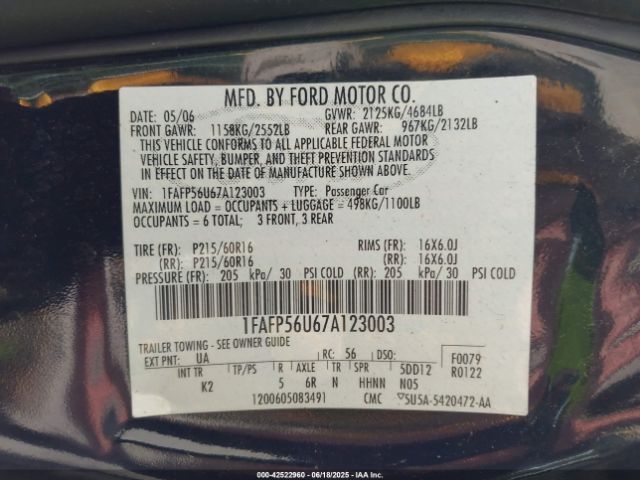 MFD. BY FORD MOTOR CO.
DATE: 05/06 GVWR: 2125KG/4684LB
FRONT GAWR: 1158KG/2552LB REAR GAWR: 967KG/2132LB
THIS VEHICLE CONFORMS TO ALL APPLICABLE FEDERAL MOTOR
VEHICLE SAFETY, BUMPER, AND THEFT PREVENTION STANDARDS
IN EFFECT ON THE DATE OF MANUFACTURE SHOWN ABOVE.
VIN: 1FAFP56U67A123003 TYPE: Passenger Car
MAXIMUM LOAD = OCCUPANTS + LUGGAGE = 498KG/1100LB
OCCUPANTS = 6 TOTAL; 3 FRONT, 3 REAR
TIRE (FR): P215/60R16 RIMS (FR): 16X6.0J
(RR): P215/60R16 (RR): 16X6.0J
PRESSURE (FR): 205 kPa/ 30 PSI COLD (RR): 205 kPa/ 30 PSI COLD
1FAFP56U67A123003
TRAILER TOWING - SEE OWNER GUIDE
EXT PNT: UA RC: 56 DSO: F0079
INT TR TP/PS R AXLE TR SPR 5DD12 R0122
K2 5 6R N HHNN N05
1200605083491 CMC ▽SU5A-5420472-AA
000-42522960 - 06/18/2025 - IAA, INC.